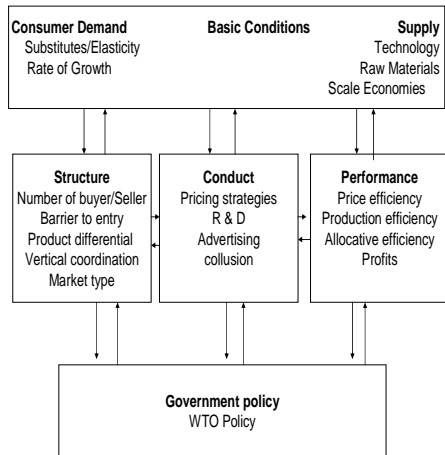 Consumer Demand Basic Conditions Supply
Substitutes/Elasticity Technology
Rate of Growth Raw Materials
Scale Economies
Structure
Number of buyer/Seller
Barrier to entry
Product differential
Vertical coordination
Market type
Conduct
Pricing strategies
R & D
Advertising
collusion
Performance
Price efficiency
Production efficiency
Allocative efficiency
Profits
Government policy
WTO Policy